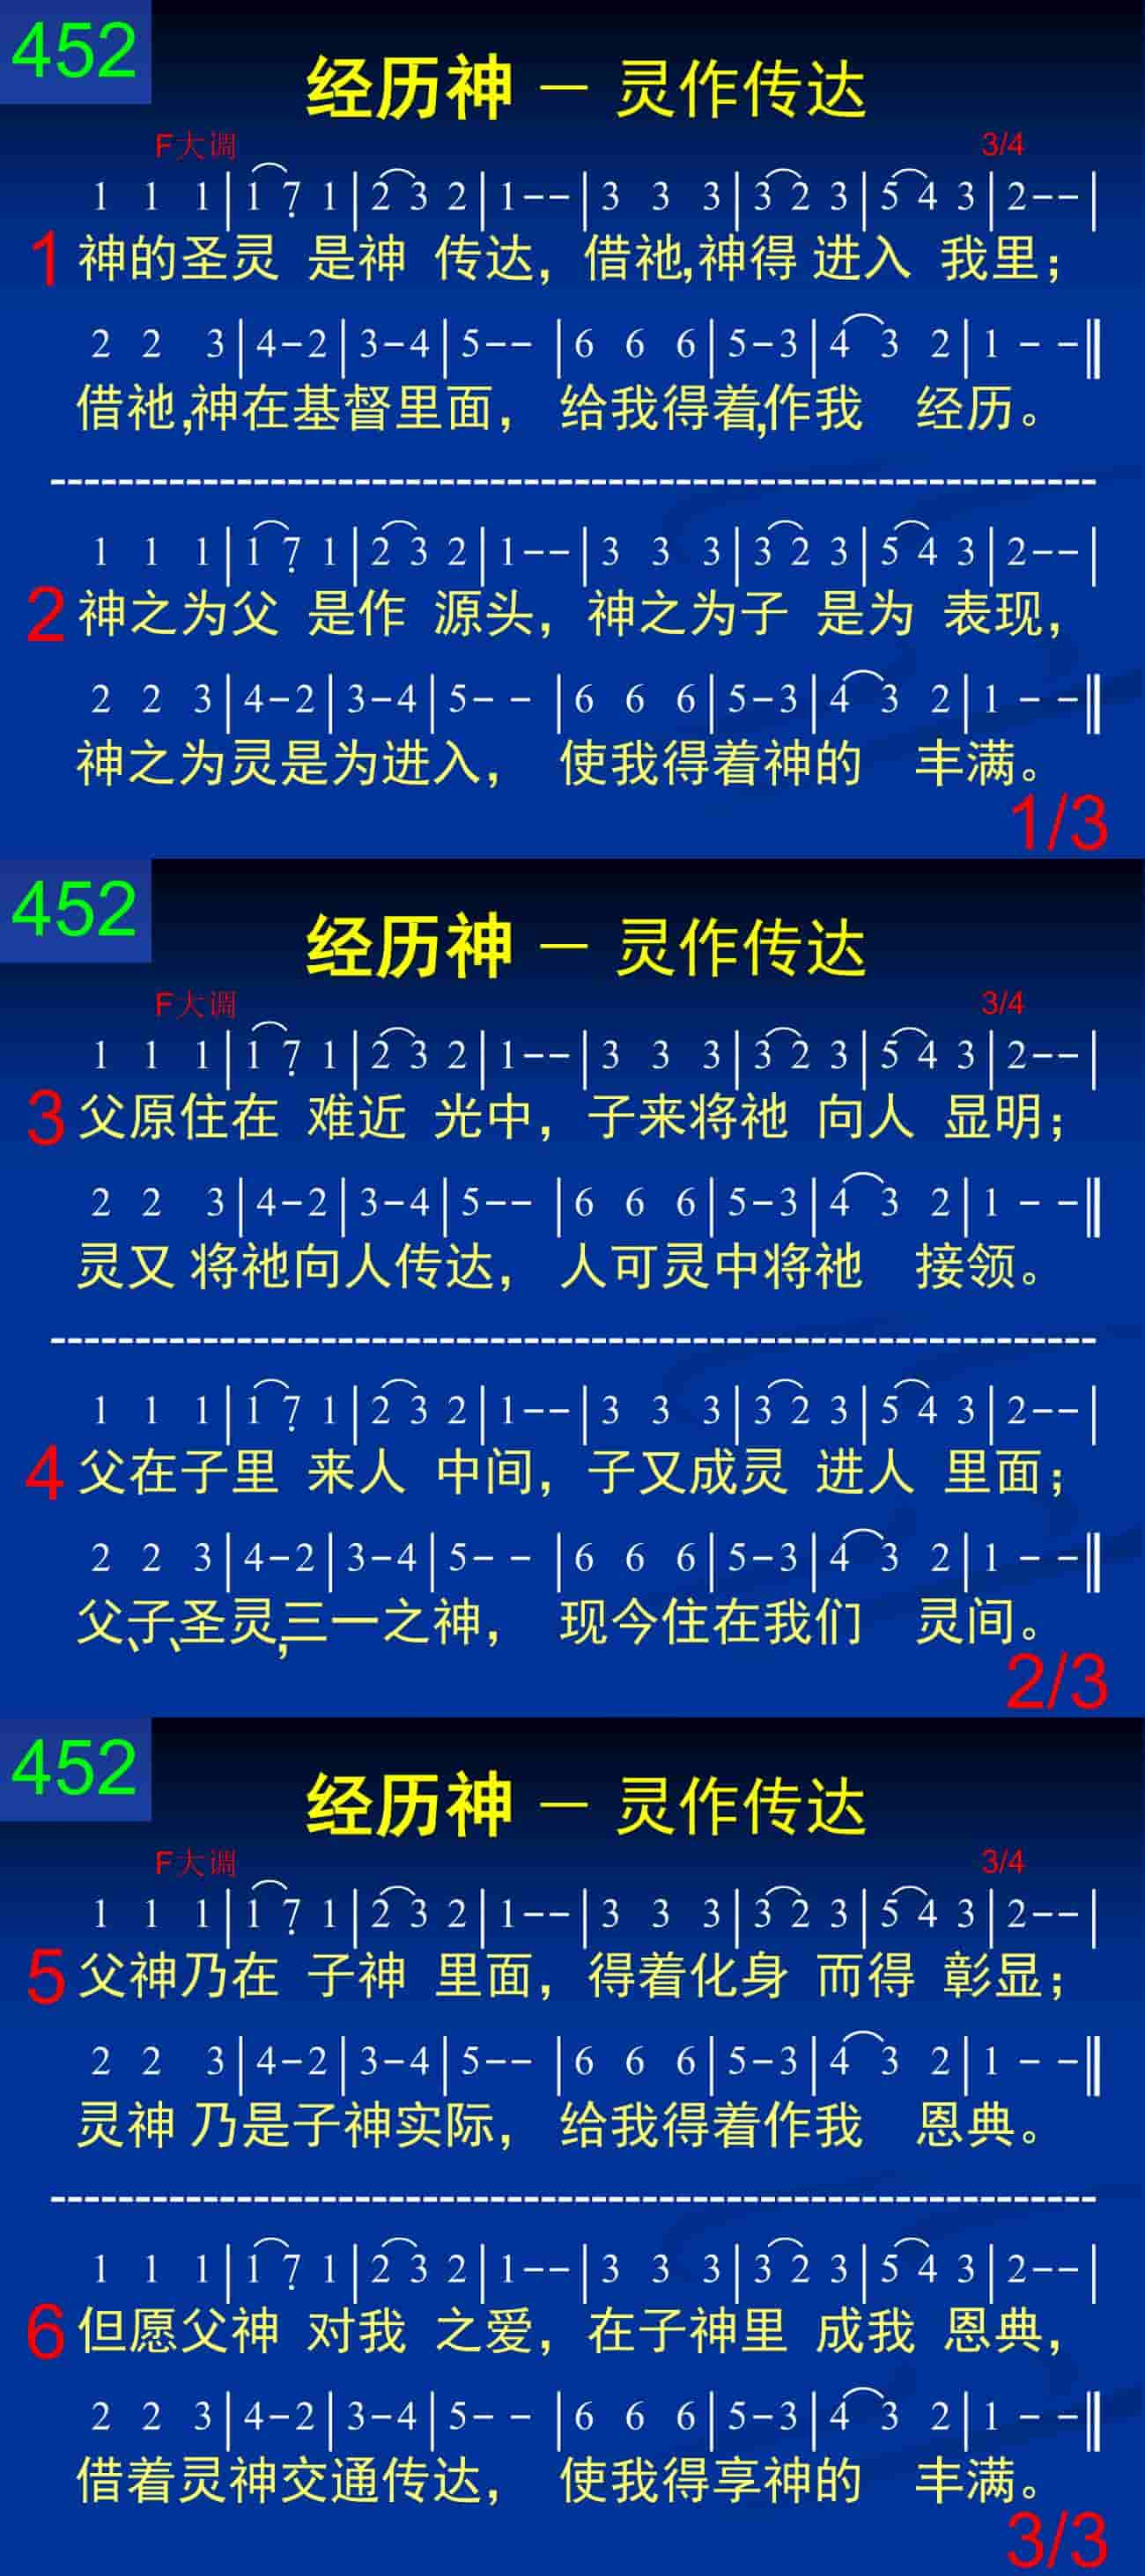 452
经历神 — 灵作传达
F大调 3/4
1 1 1|1 7̣ 1|2 3 2|1--|3 3 3|3 2 3|5 4 3|2--|
1 神的圣灵 是神 传达，借祂,神得 进入 我里；
2 2 3|4-2|3-4|5-- |6 6 6|5-3|4 3 2|1 - -‖
借祂,神在基督里面， 给我得着,作我 经历。
--------------------------------------------------------------
1 1 1|1 7̣ 1|2 3 2|1--|3 3 3|3 2 3|5 4 3|2--|
2 神之为父 是作 源头，神之为子 是为 表现，
2 2 3|4-2|3-4|5- - |6 6 6|5-3|4 3 2|1 - -‖
神之为灵是为进入， 使我得着神的 丰满。
1/3
452
经历神 — 灵作传达
F大调 3/4
1 1 1|1 7̣ 1|2 3 2|1--|3 3 3|3 2 3|5 4 3|2--|
3 父原住在 难近 光中，子来将祂 向人 显明；
2 2 3|4-2|3-4|5-- |6 6 6|5-3|4 3 2|1 - -‖
灵又 将祂向人传达， 人可灵中将祂 接领。
--------------------------------------------------------------
1 1 1|1 7̣ 1|2 3 2|1--|3 3 3|3 2 3|5 4 3|2--|
4 父在子里 来人 中间，子又成灵 进人 里面；
2 2 3|4-2|3-4|5- - |6 6 6|5-3|4 3 2|1 - -‖
父、子、圣灵,三一之神， 现今住在我们 灵间。
2/3
452
经历神 — 灵作传达
F大调 3/4
1 1 1|1 7̣ 1|2 3 2|1--|3 3 3|3 2 3|5 4 3|2--|
5 父神乃在 子神 里面，得着化身 而得 彰显；
2 2 3|4-2|3-4|5-- |6 6 6|5-3|4 3 2|1 - -‖
灵神 乃是子神实际， 给我得着作我 恩典。
--------------------------------------------------------------
1 1 1|1 7̣ 1|2 3 2|1--|3 3 3|3 2 3|5 4 3|2--|
6 但愿父神 对我 之爱，在子神里 成我 恩典，
2 2 3|4-2|3-4|5- - |6 6 6|5-3|4 3 2|1 - -‖
借着灵神交通传达， 使我得享神的 丰满。
3/3